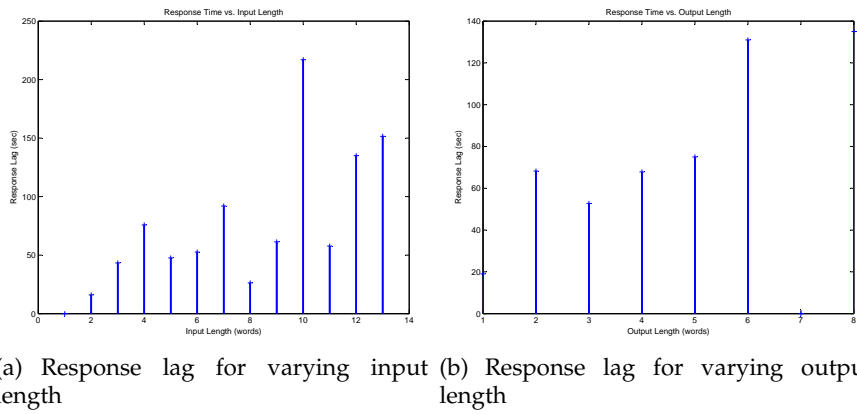 Response Time vs. Input Length
250
200
150
100
50
0
Response Lag (sec)
0 2 4 6 8 10 12 14
Input Length (words)
Response Time vs. Output Length
140
120
100
80
60
40
20
0
Response Lag (sec)
1 2 3 4 5 6 7 8
Output Length (words)
a) Response lag for varying input
length
(b) Response lag for varying outpu
length